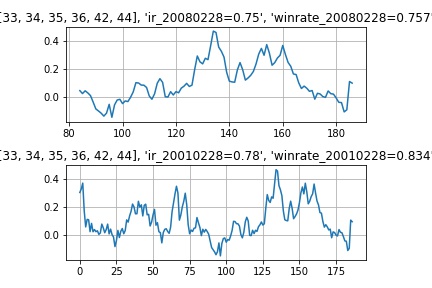 [33, 34, 35, 36, 42, 44], 'ir_20080228=0.75', 'winrate_20080228=0.757'
0.4
0.2
0.0
80 100 120 140 160 180
[33, 34, 35, 36, 42, 44], 'ir_20010228=0.78', 'winrate_20010228=0.834'
0.4
0.2
0.0
0 25 50 75 100 125 150 175